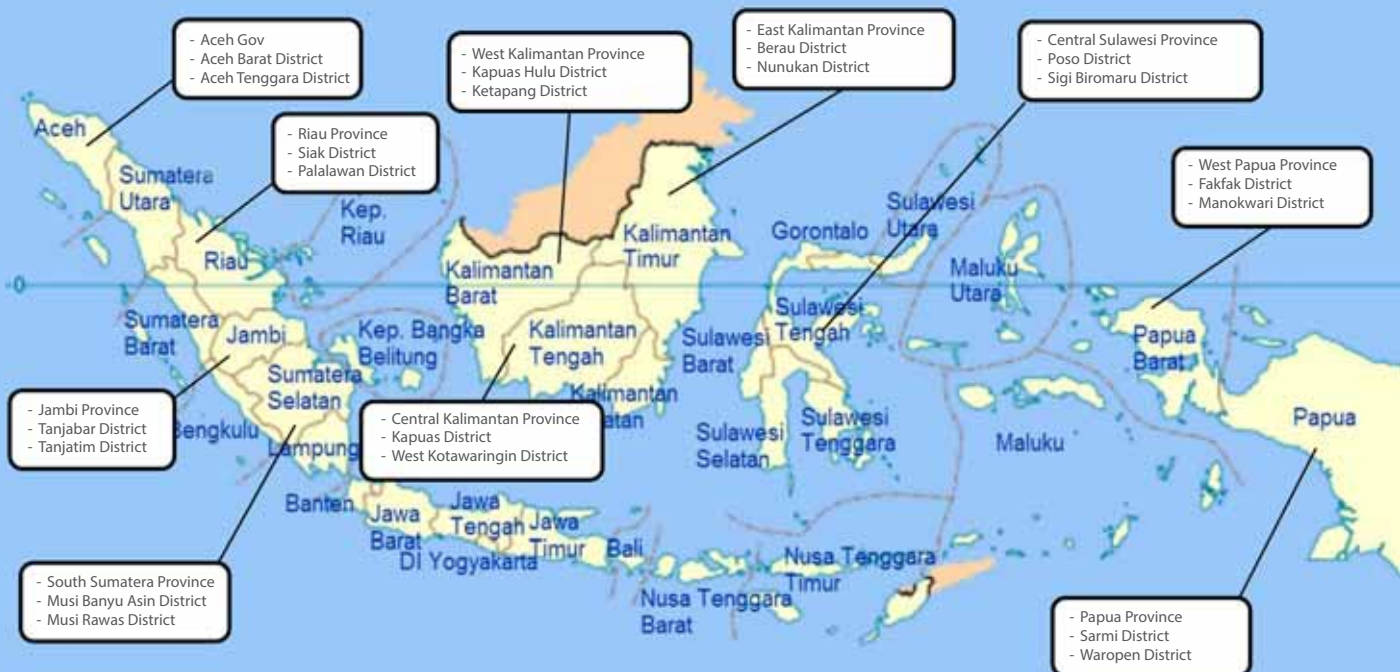 - Aceh Gov
- Aceh Barat District
- Aceh Tenggara District
- West Kalimantan Province
- Kapuas Hulu District
- Ketapang District
- East Kalimantan Province
- Berau District
- Nunukan District
- Central Sulawesi Province
- Poso District
- Sigi Biromaru District
- Riau Province
- Siak District
- Palalawan District
- West Papua Province
- Fakfak District
- Manokwari District
Aceh
Sumatera
Utara
Kep.
Riau
Riau
Kalimantan
Barat
Kalimantan
Timur
Gorontalo
Sulawesi
Utara
Maluku
Utara
0
Sumatera
Barat
Jambi
Kep. Bangka
Belitung
Kalimantan
Tengah
Sulawesi
Barat
Sulawesi
Tengah
Papua
Barat
Sumatera
Selatan
Kalimantan
atan
- Jambi Province
- Tanjabar District
- Tanjatim District
Bengkulu
Lampung
- Central Kalimantan Province
- Kapuas District
- West Kotawaringin District
Sulawesi
Selatan
Sulawesi
Tenggara
Maluku
Papua
Banten
Jawa
Barat
Jawa
Tengah
Jawa
Timur
DI Yogyakarta
Bali
Nusa Tenggara
Barat
Nusa Tenggara
Timur
- South Sumatera Province
- Musi Banyu Asin District
- Musi Rawas District
- Papua Province
- Sarmi District
- Waropen District